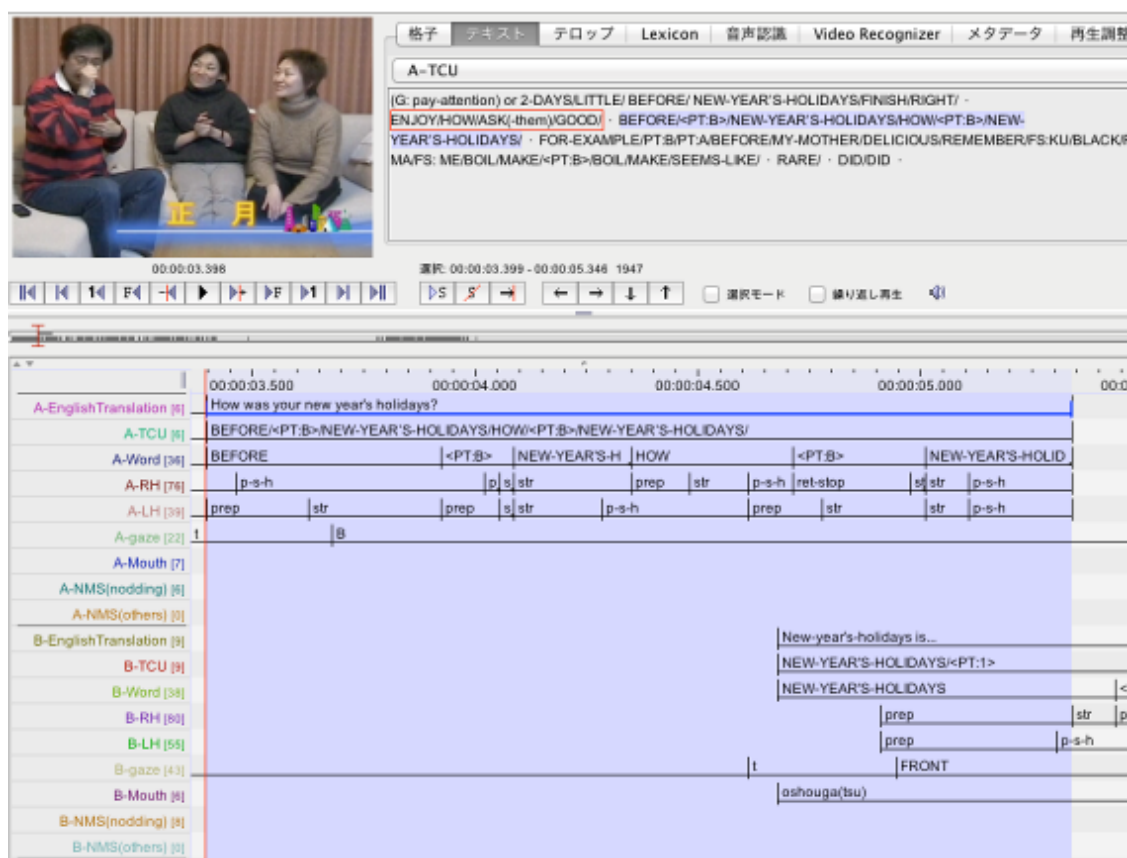 格子 テキスト テロップ Lexicon 音声認識 Video Recognizer メタデータ 再生調整
A-TCU
(G: pay-attention) or 2-DAYS/LITTLE/ BEFORE/ NEW-YEAR'S-HOLIDAYS/FINISH/RIGHT/ ·
ENJOY/HOW/ASK(-them)/GOOD/ · BEFORE/<PT:B>/NEW-YEAR'S-HOLIDAYS/HOW/<PT:B>/NEW-
YEAR'S-HOLIDAYS/ · FOR-EXAMPLE/PT:B/PT:A/BEFORE/MY-MOTHER/DELICIOUS/REMEMBER/FS:KU/BLACK/
MA/FS: ME/BOIL/MAKE/<PT:B>/BOIL/MAKE/SEEMS-LIKE/ · RARE/ · DID/DID ·
正月
00:00:03.398
選択: 00:00:03.399 - 00:00:05.346 1947
選択モード 繰り返し再生
00:00:03.500 00:00:04.000 00:00:04.500 00:00:05.000
A-EnglishTranslation [6] How was your new year's holidays?
A-TCU [6] BEFORE/<PT:B>/NEW-YEAR'S-HOLIDAYS/HOW/<PT:B>/NEW-YEAR'S-HOLIDAYS/
A-Word [36] BEFORE <PT:B> NEW-YEAR'S-H HOW <PT:B> NEW-YEAR'S-HOLID
A-RH [76] p-s-h p s str prep str p-s-h ret-stop st str p-s-h
A-LH [39] prep str prep s str p-s-h prep str str p-s-h
A-gaze [22] t B
A-Mouth [7]
A-NMS(nodding) [6]
A-NMS(others) [0]
B-EnglishTranslation [9] New-year's-holidays is...
B-TCU [9] NEW-YEAR'S-HOLIDAYS/<PT:1>
B-Word [38] NEW-YEAR'S-HOLIDAYS <
B-RH [60] prep str p
B-LH [55] prep p-s-h
B-gaze [43] t FRONT
B-Mouth [6] oshouga(tsu)
B-NMS(nodding) [8]
B-NMS(others) [0]